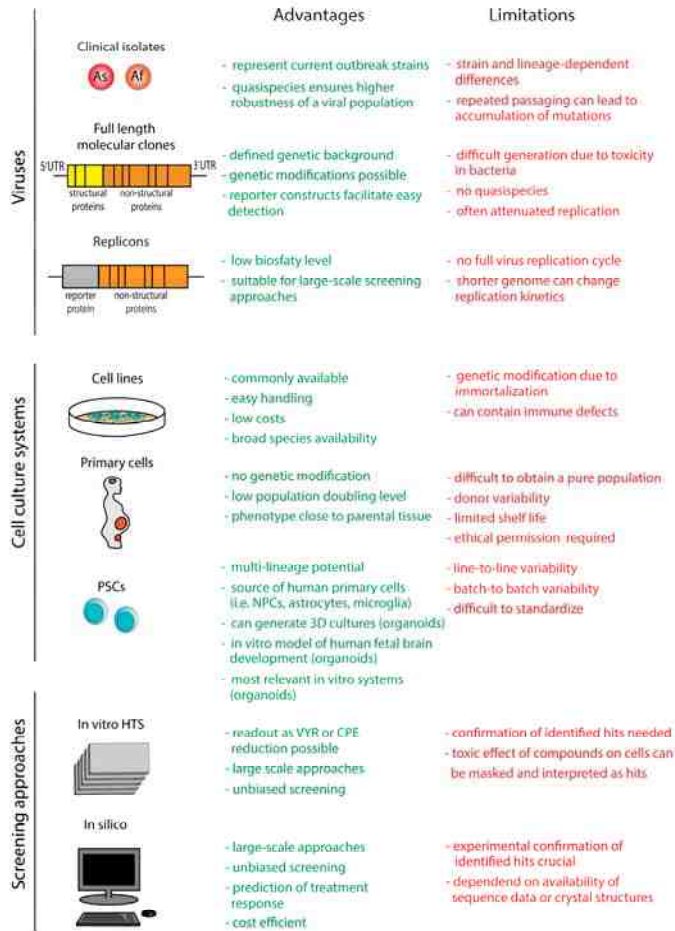 Advantages
Limitations
Viruses
Clinical isolates
As
Af
- represent current outbreak strains
- quasispecies ensures higher
robustness of a viral population
- strain and lineage-dependent
differences
- repeated passaging can lead to
accumulation of mutations
Full length
molecular clones
5'UTR
3'UTR
structural
proteins
non-structural
proteins
- defined genetic background
- genetic modifications possible
- reporter constructs facilitate easy
detection
- difficult generation due to toxicity
in bacteria
- no quasispecies
- often attenuated replication
Replicons
reporter
protein
non-structural
proteins
- low biosfaty level
- suitable for large-scale screening
approaches
- no full virus replication cycle
- shorter genome can change
replication kinetics
Cell culture systems
Cell lines
- commonly available
- easy handling
- low costs
- broad species availability
- genetic modification due to
immortalization
- can contain immune defects
Primary cells
- no genetic modification
- low population doubling level
- phenotype close to parental tissue
- difficult to obtain a pure population
- donor variability
- limited shelf life
- ethical permission required
PSCs
- multi-lineage potential
- source of human primary cells
(i.e. NPCs, astrocytes, microglia)
- can generate 3D cultures (organoids)
- in vitro model of human fetal brain
development (organoids)
- most relevant in vitro systems
(organoids)
- line-to-line variability
- batch-to batch variability
- difficult to standardize
Screening approaches
In vitro HTS
- readout as VYR or CPE
reduction possible
- large scale approaches
- unbiased screening
- confirmation of identified hits needed
- toxic effect of compounds on cells can
be masked and interpreted as hits
In silico
- large-scale approaches
- unbiased screening
- prediction of treatment
response
- cost efficient
- experimental confirmation of
identified hits crucial
- dependend on availability of
sequence data or crystal structures